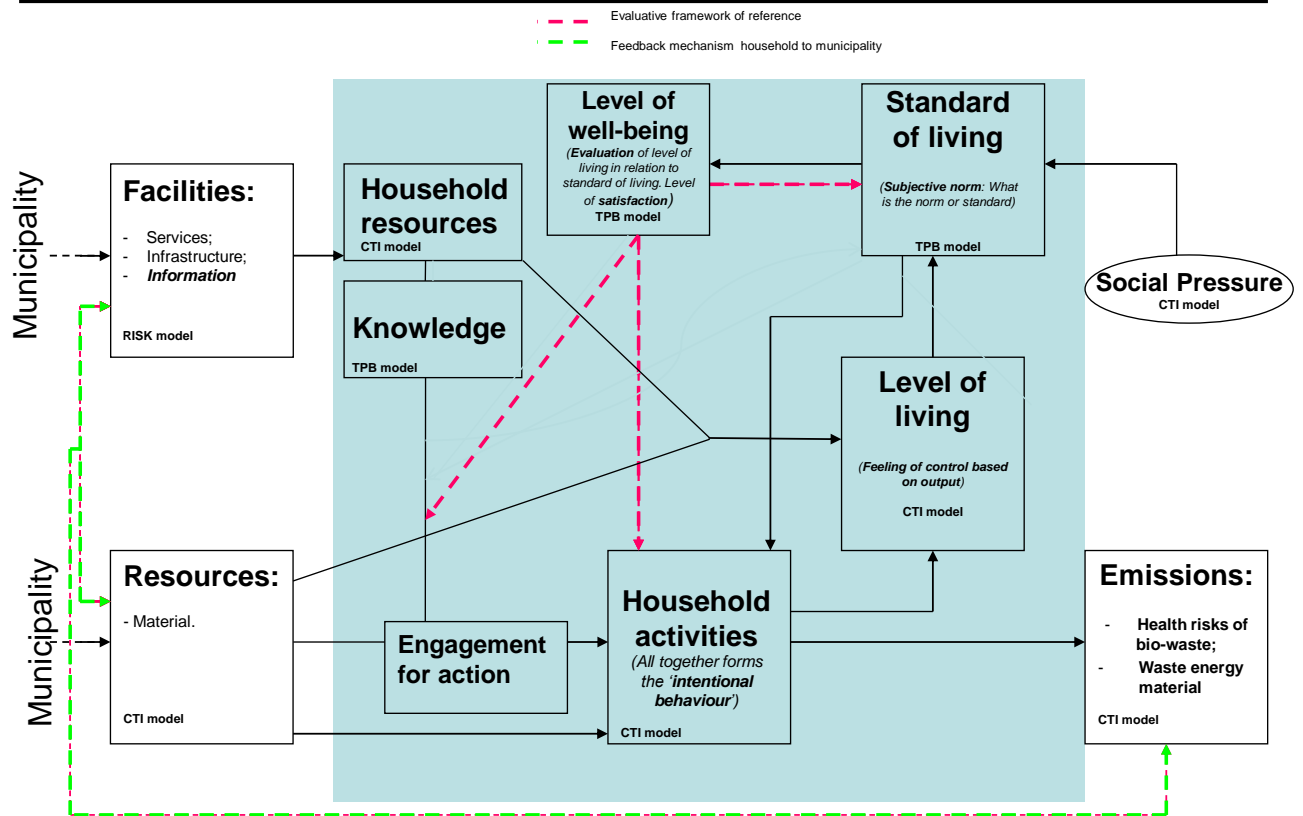 Evaluative framework of reference
Feedback mechanism household to municipality
Municipality
Facilities:
- Services;
- Infrastructure;
- Information
RISK model
Household
resources
CTI model
Knowledge
TPB model
Level of
well-being
(Evaluation of level of
living in relation to
standard of living. Level
of satisfaction)
TPB model
Standard
of living
(Subjective norm: What
is the norm or standard)
TPB model
Social Pressure
CTI model
Level of
living
(Feeling of control based
on output)
CTI model
Municipality
Resources:
- Material.
CTI model
Engagement
for action
Household
activities
(All together forms
the ‘intentional
behaviour’)
CTI model
Emissions:
- Health risks of
bio-waste;
- Waste energy
material
CTI model